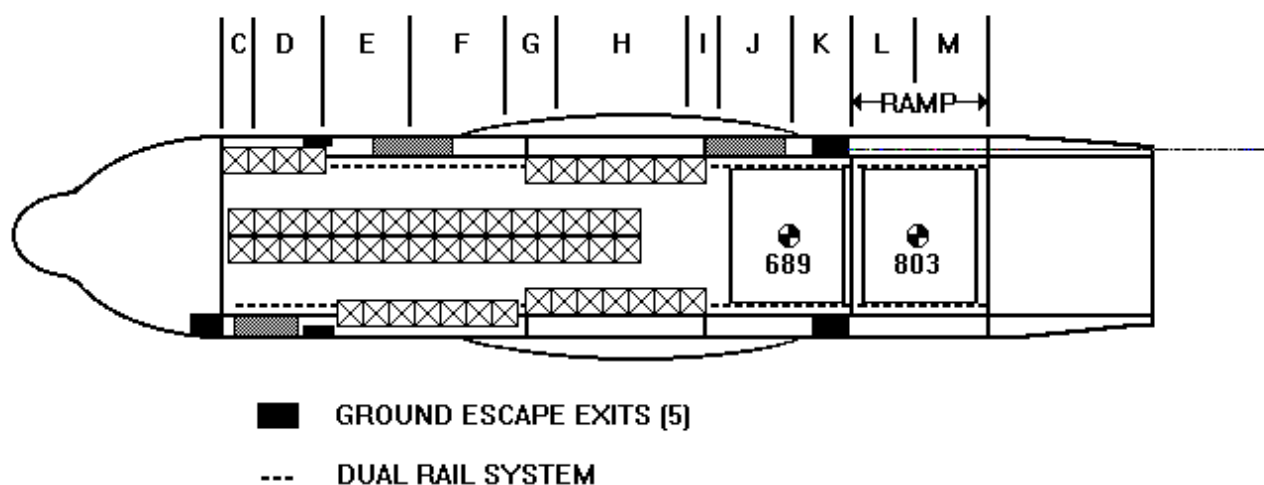 C D E F G H I J K L M
RAMP
689 803
GROUND ESCAPE EXITS (5)
DUAL RAIL SYSTEM